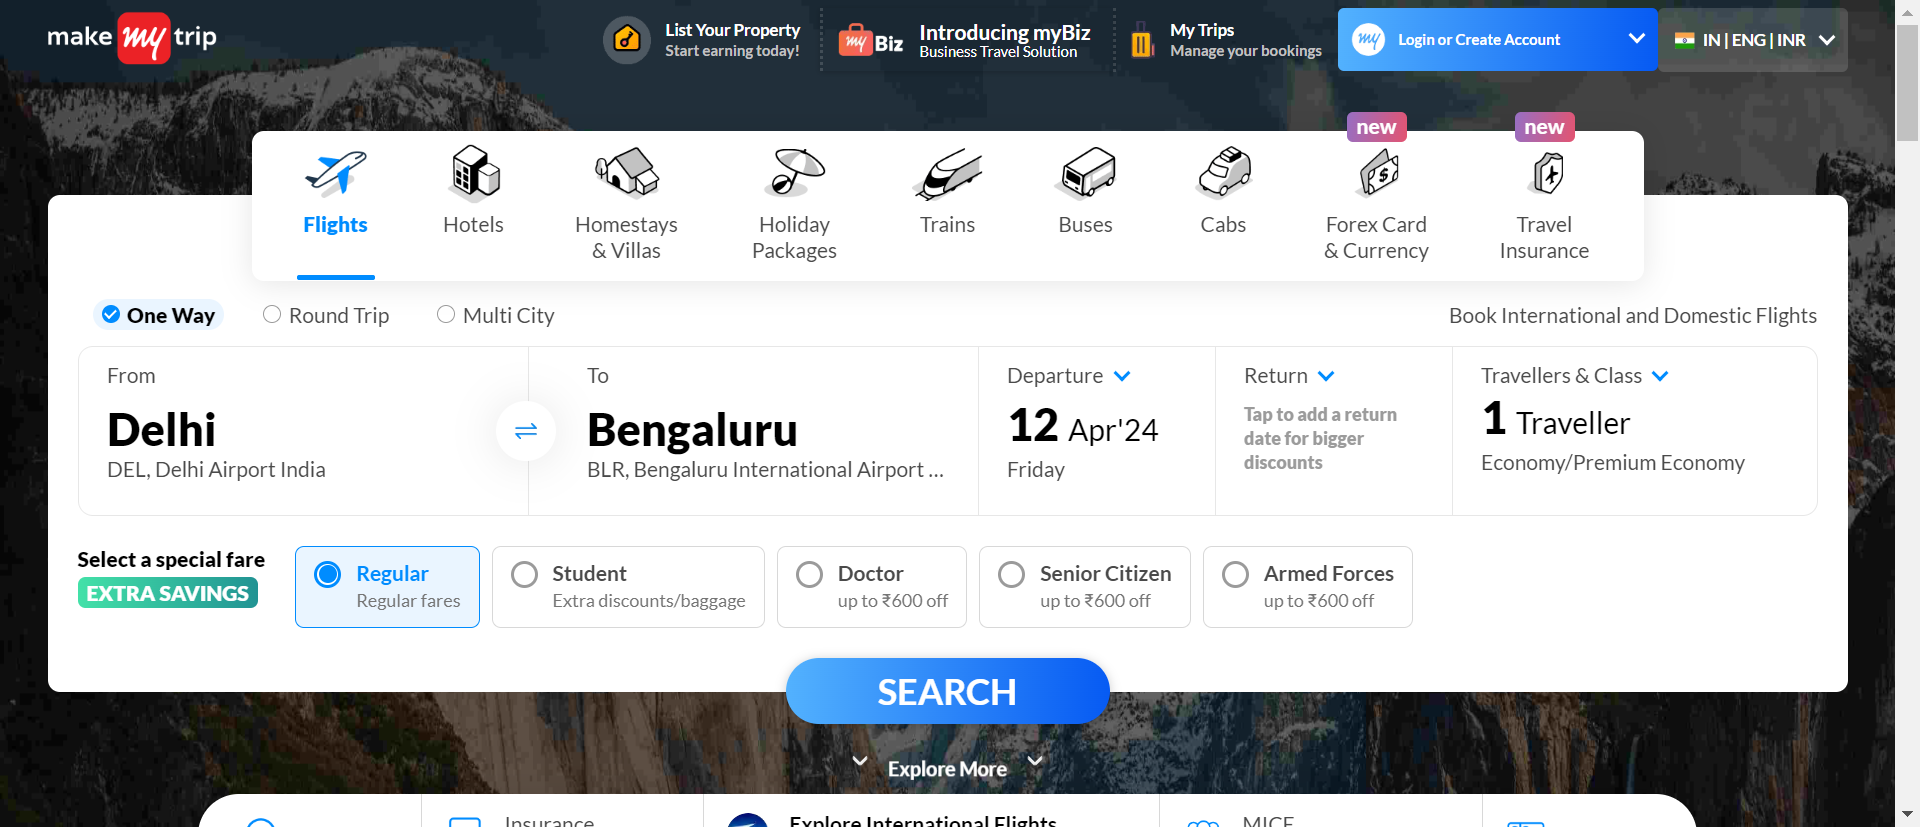 make my trip
List Your Property
Start earning today!
my Biz
Introducing myBiz
Business Travel Solution
My Trips
Manage your bookings
my
Login or Create Account
IN | ENG | INR
new
new
Flights
Hotels
Homestays
& Villas
Holiday
Packages
Trains
Buses
Cabs
Forex Card
& Currency
Travel
Insurance
One Way
Round Trip
Multi City
Book International and Domestic Flights
From
Delhi
DEL, Delhi Airport India
To
Bengaluru
BLR, Bengaluru International Airport ...
Departure
12 Apr'24
Friday
Return
Tap to add a return
date for bigger
discounts
Travellers & Class
1 Traveller
Economy/Premium Economy
Select a special fare
EXTRA SAVINGS
Regular
Regular fares
Student
Extra discounts/baggage
Doctor
up to ₹600 off
Senior Citizen
up to ₹600 off
Armed Forces
up to ₹600 off
SEARCH
Explore More
Insurance
Explore International Flights
MICE